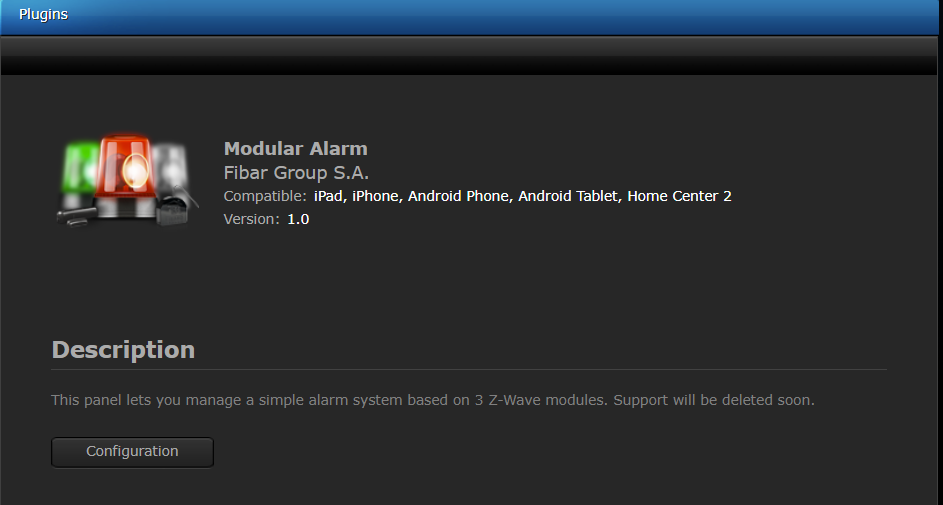 Plugins
Modular Alarm
Fibar Group S.A.
Compatible: iPad, iPhone, Android Phone, Android Tablet, Home Center 2
Version: 1.0
Description
This panel lets you manage a simple alarm system based on 3 Z-Wave modules. Support will be deleted soon.
Configuration